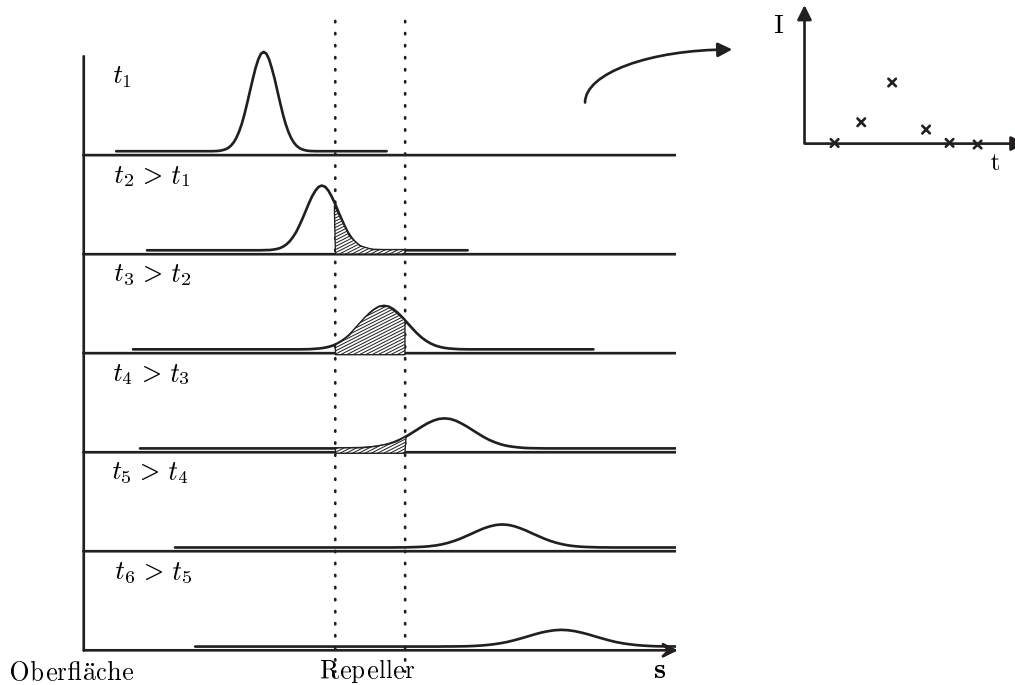 I
t
t₁
t₂ > t₁
t₃ > t₂
t₄ > t₃
t₅ > t₄
t₆ > t₅
Oberfläche Repeller s